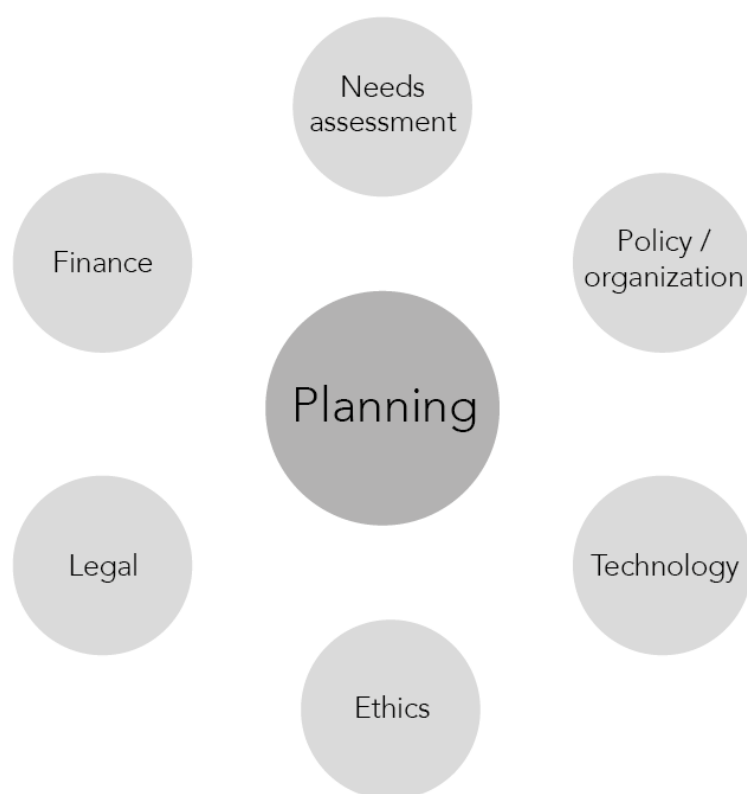 Needs
assessment
Policy /
organization
Finance
Planning
Legal
Technology
Ethics